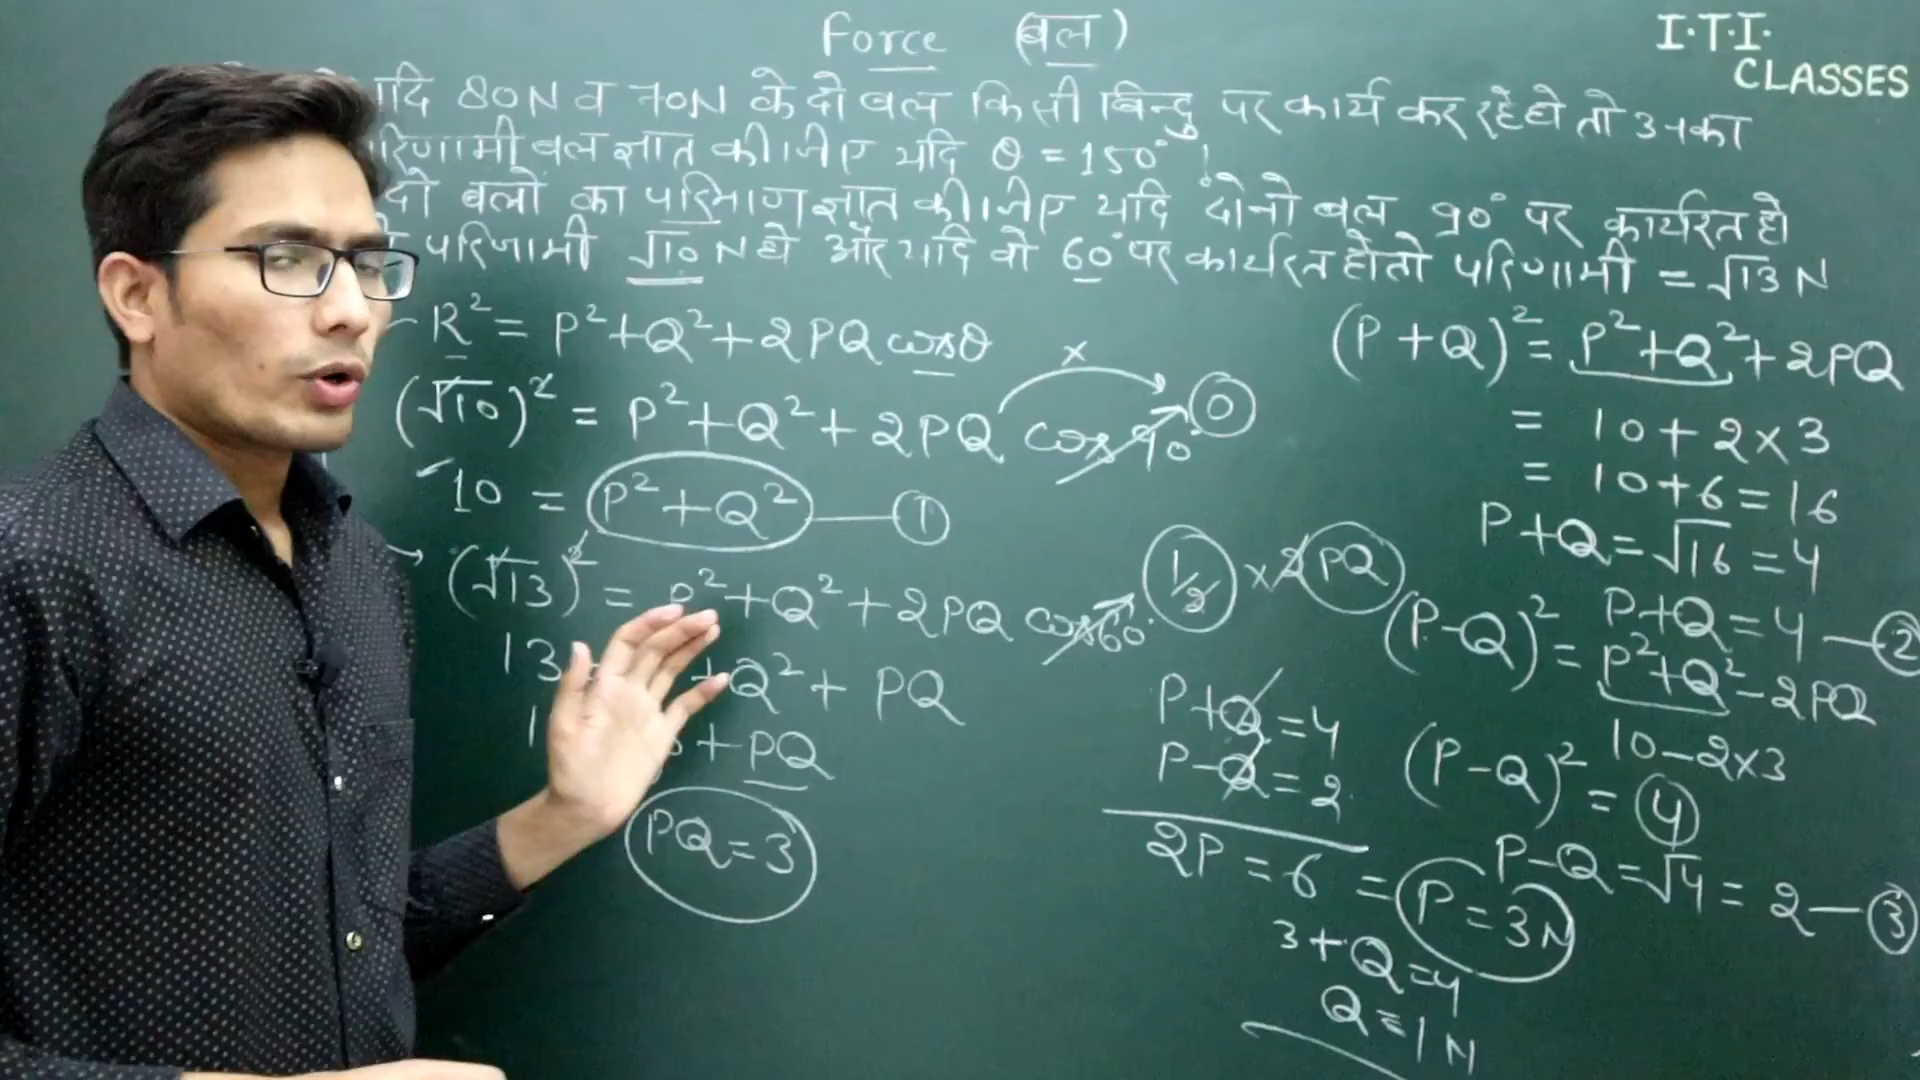 Force (बल)
I.T.I.
CLASSES
यदि 80N व 70N के दो बल किसी बिन्दु पर कार्य कर रहे हो तो उनका
परिणामी बल ज्ञात कीजिए यदि θ = 150°
दो बलों का परिमाण ज्ञात कीजिए यदि दोनो बल 90° पर कार्यरत हो
परिणामी √10 N हो और यदि वो 60° पर कार्यरत हो तो परिणामी = √13 N
R² = P² + Q² + 2PQ cosθ
(√10)² = P² + Q² + 2PQ cos90° 0
×
10 = P² + Q² — 1
(√13)² = P² + Q² + 2PQ cos60° 1/2 × 2PQ
13 + Q² + PQ
+ PQ
PQ = 3
(P + Q)² = P² + Q² + 2PQ
= 10 + 2×3
= 10 + 6 = 16
P + Q = √16 = 4
P + Q = 4 — 2
(P - Q)² = P² + Q² - 2PQ
10 - 2×3
(P - Q)² = 4
P - Q = √4 = 2 — 3
P + Q = 4
P - Q = 2
2P = 6 = P = 3N
3 + Q = 4
Q = 1 N